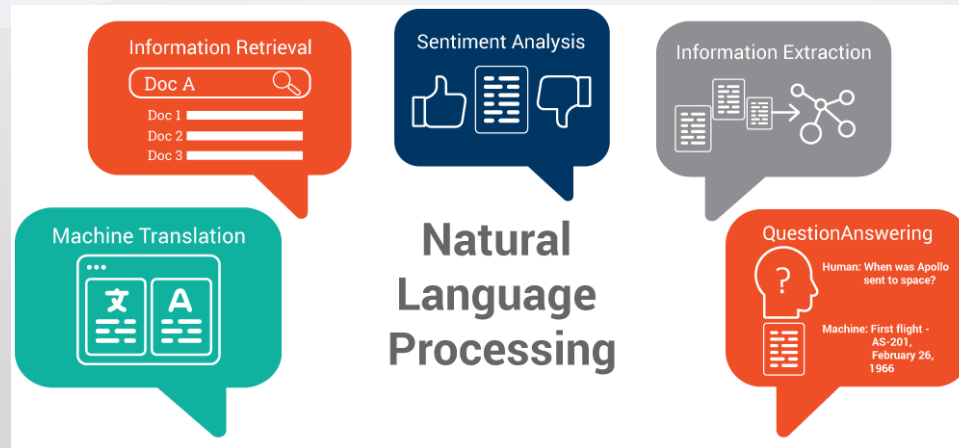 Information Retrieval
Doc A
Doc 1
Doc 2
Doc 3
Sentiment Analysis
Information Extraction
Machine Translation
文 A
Natural
Language
Processing
QuestionAnswering
?
Human: When was Apollo
sent to space?
Machine: First flight -
AS-201,
February 26,
1966